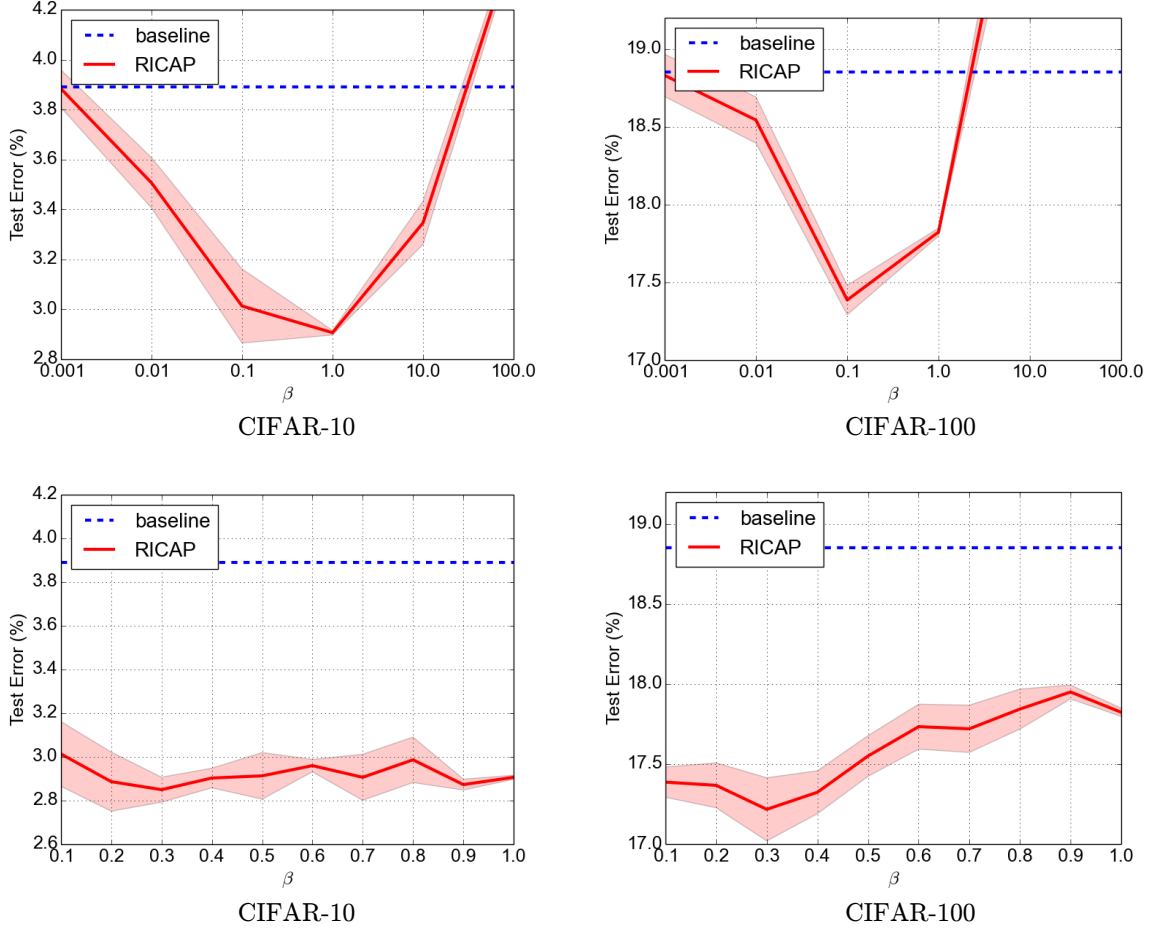 4.2
4.0
3.8
3.6
3.4
3.2
3.0
2.8
Test Error (%)
baseline
RICAP
0.001 0.01 0.1 1.0 10.0 100.0
β
CIFAR-10
19.0
18.5
18.0
17.5
17.0
Test Error (%)
baseline
RICAP
0.001 0.01 0.1 1.0 10.0 100.0
β
CIFAR-100
4.2
4.0
3.8
3.6
3.4
3.2
3.0
2.8
2.6
Test Error (%)
baseline
RICAP
0.1 0.2 0.3 0.4 0.5 0.6 0.7 0.8 0.9 1.0
β
CIFAR-10
19.0
18.5
18.0
17.5
17.0
Test Error (%)
baseline
RICAP
0.1 0.2 0.3 0.4 0.5 0.6 0.7 0.8 0.9 1.0
β
CIFAR-100